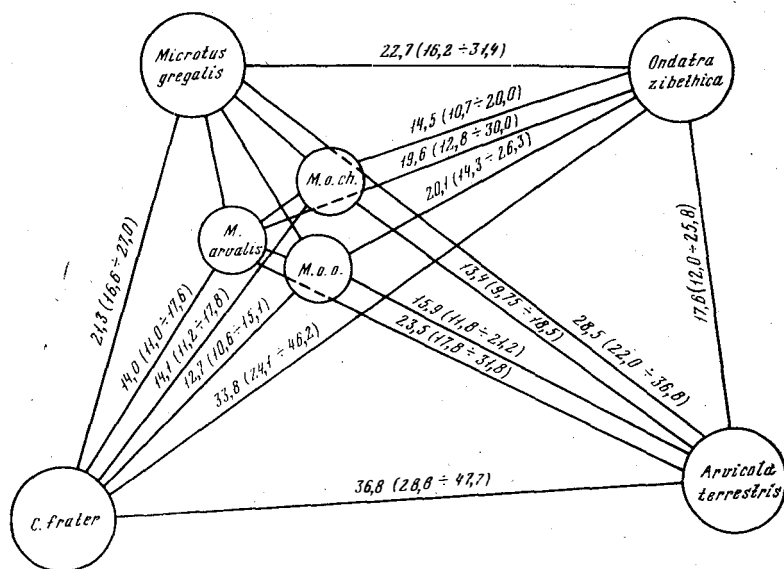 Microtus
gregalis
22,7 (16,2 ÷ 31,4)
Ondatra
zibethica
14,5 (10,7 ÷ 20,0)
19,6 (12,8 ÷ 30,0)
20,1 (14,3 ÷ 26,3)
M.o.ch.
M.
arvalis
M.o.o.
21,3 (16,6 ÷ 27,0)
14,0 (11,0 ÷ 17,6)
14,1 (11,2 ÷ 17,8)
12,7 (10,6 ÷ 15,1)
33,8 (24,1 ÷ 46,2)
13,4 (9,75 ÷ 18,5)
28,5 (22,0 ÷ 36,8)
15,9 (11,8 ÷ 21,2)
23,5 (17,8 ÷ 31,8)
17,6 (12,0 ÷ 25,8)
C. frater
36,8 (28,8 ÷ 47,7)
Arvicola
terrestris